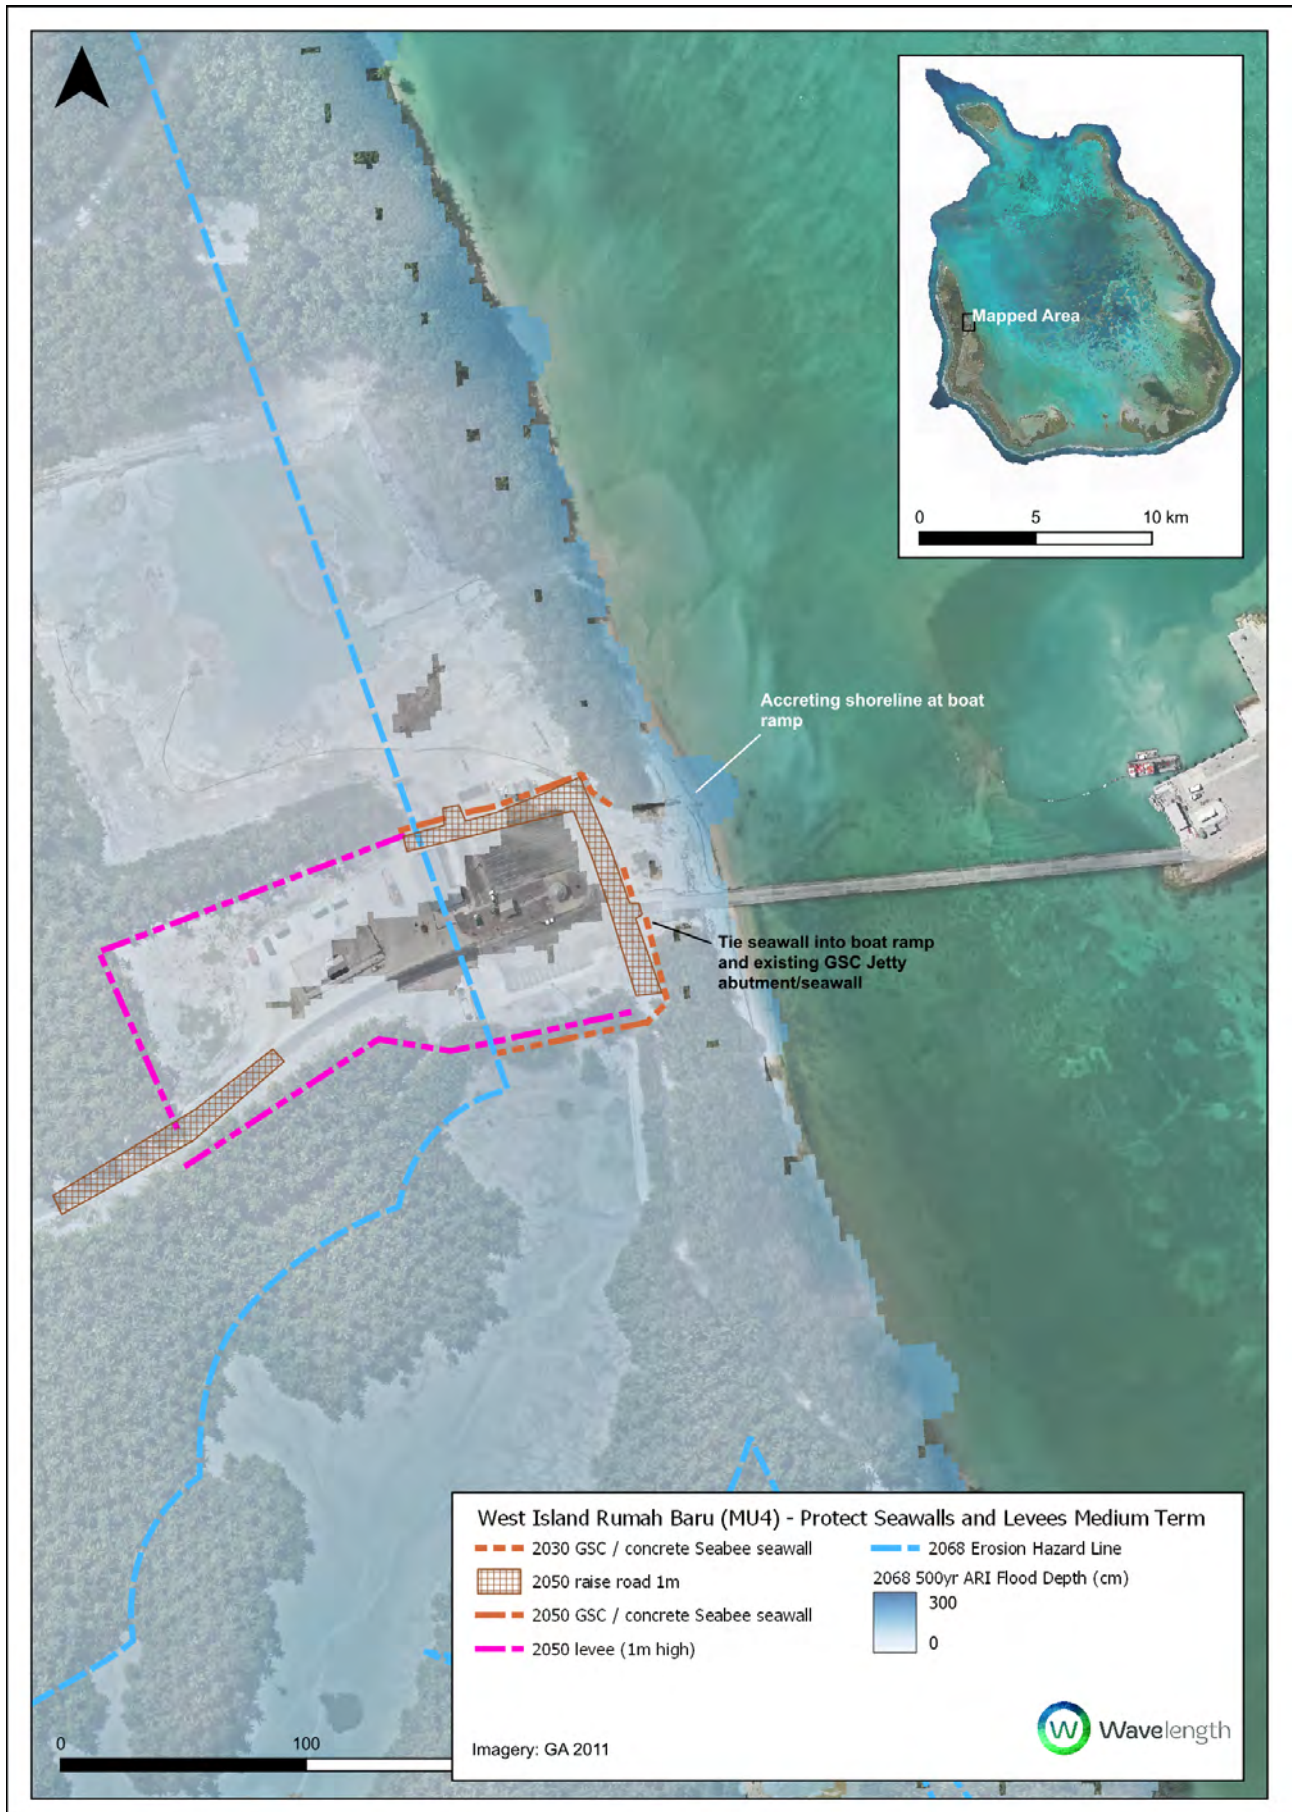 Mapped Area
0 5 10 km
Accreting shoreline at boat
ramp
Tie seawall into boat ramp
and existing GSC Jetty
abutment/seawall
West Island Rumah Baru (MU4) - Protect Seawalls and Levees Medium Term
2030 GSC / concrete Seabee seawall
2050 raise road 1m
2050 GSC / concrete Seabee seawall
2050 levee (1m high)
2068 Erosion Hazard Line
2068 500yr ARI Flood Depth (cm)
300
0
Imagery: GA 2011
W Wavelength
0 100